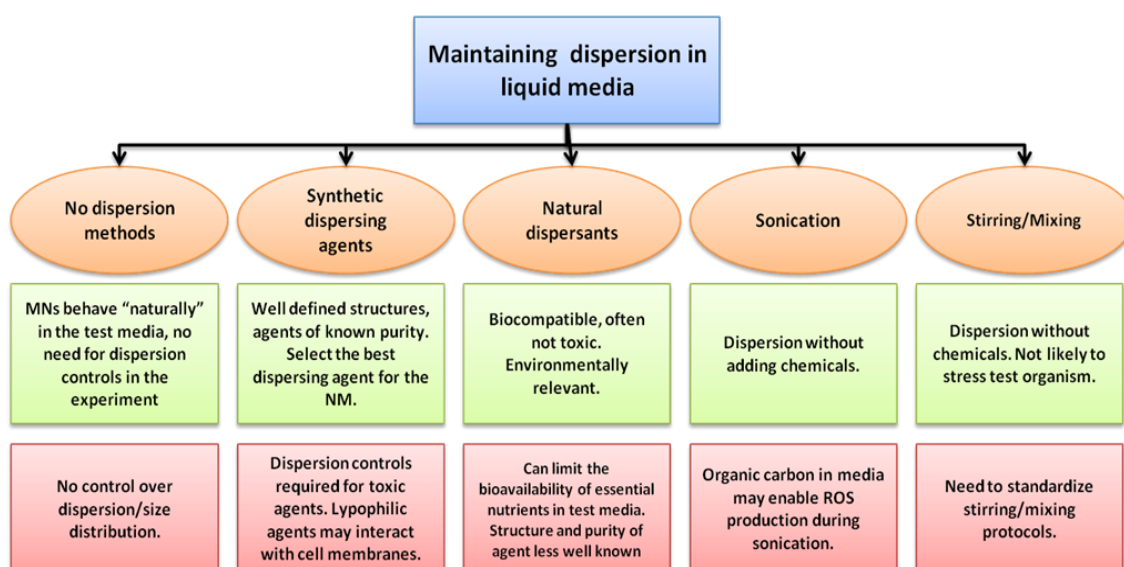 Maintaining dispersion in
liquid media
No dispersion
methods
Synthetic
dispersing
agents
Natural
dispersants
Sonication
Stirring/Mixing
MNs behave “naturally”
in the test media, no
need for dispersion
controls in the
experiment
Well defined structures,
agents of known purity.
Select the best
dispersing agent for the
NM.
Biocompatible, often
not toxic.
Environmentally
relevant.
Dispersion without
adding chemicals.
Dispersion without
chemicals. Not likely to
stress test organism.
No control over
dispersion/size
distribution.
Dispersion controls
required for toxic
agents. Lypophilic
agents may interact
with cell membranes.
Can limit the
bioavailability of essential
nutrients in test media.
Structure and purity of
agent less well known
Organic carbon in media
may enable ROS
production during
sonication.
Need to standardize
stirring/mixing
protocols.